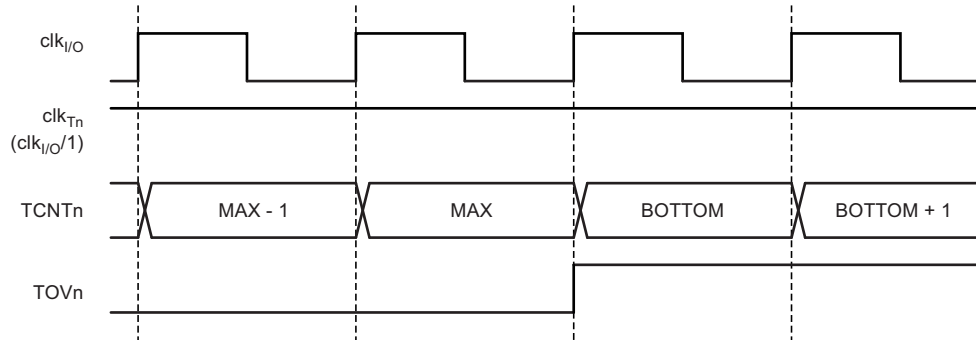 clkI/O
clkTn
(clkI/O/1)
TCNTn MAX - 1 MAX BOTTOM BOTTOM + 1
TOVn